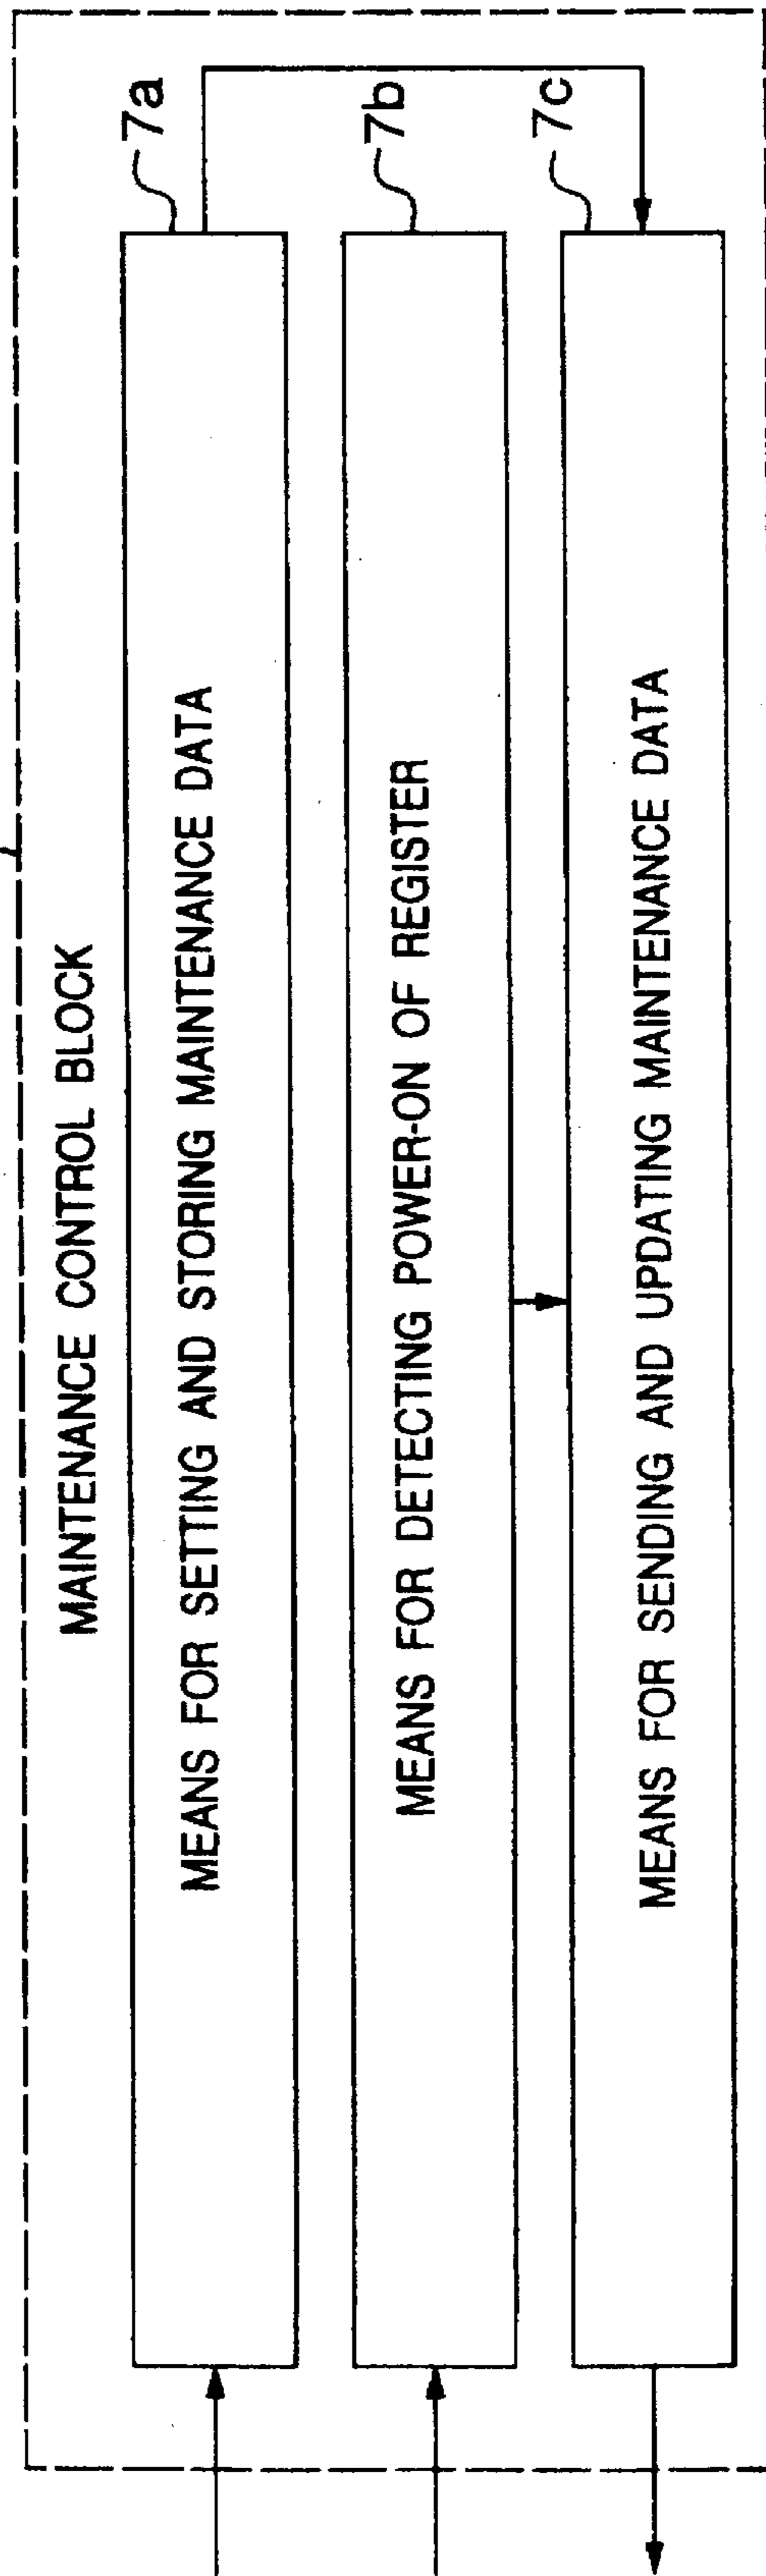 MAINTENANCE CONTROL BLOCK
MEANS FOR SETTING AND STORING MAINTENANCE DATA
7a
MEANS FOR DETECTING POWER-ON OF REGISTER
7b
MEANS FOR SENDING AND UPDATING MAINTENANCE DATA
7c